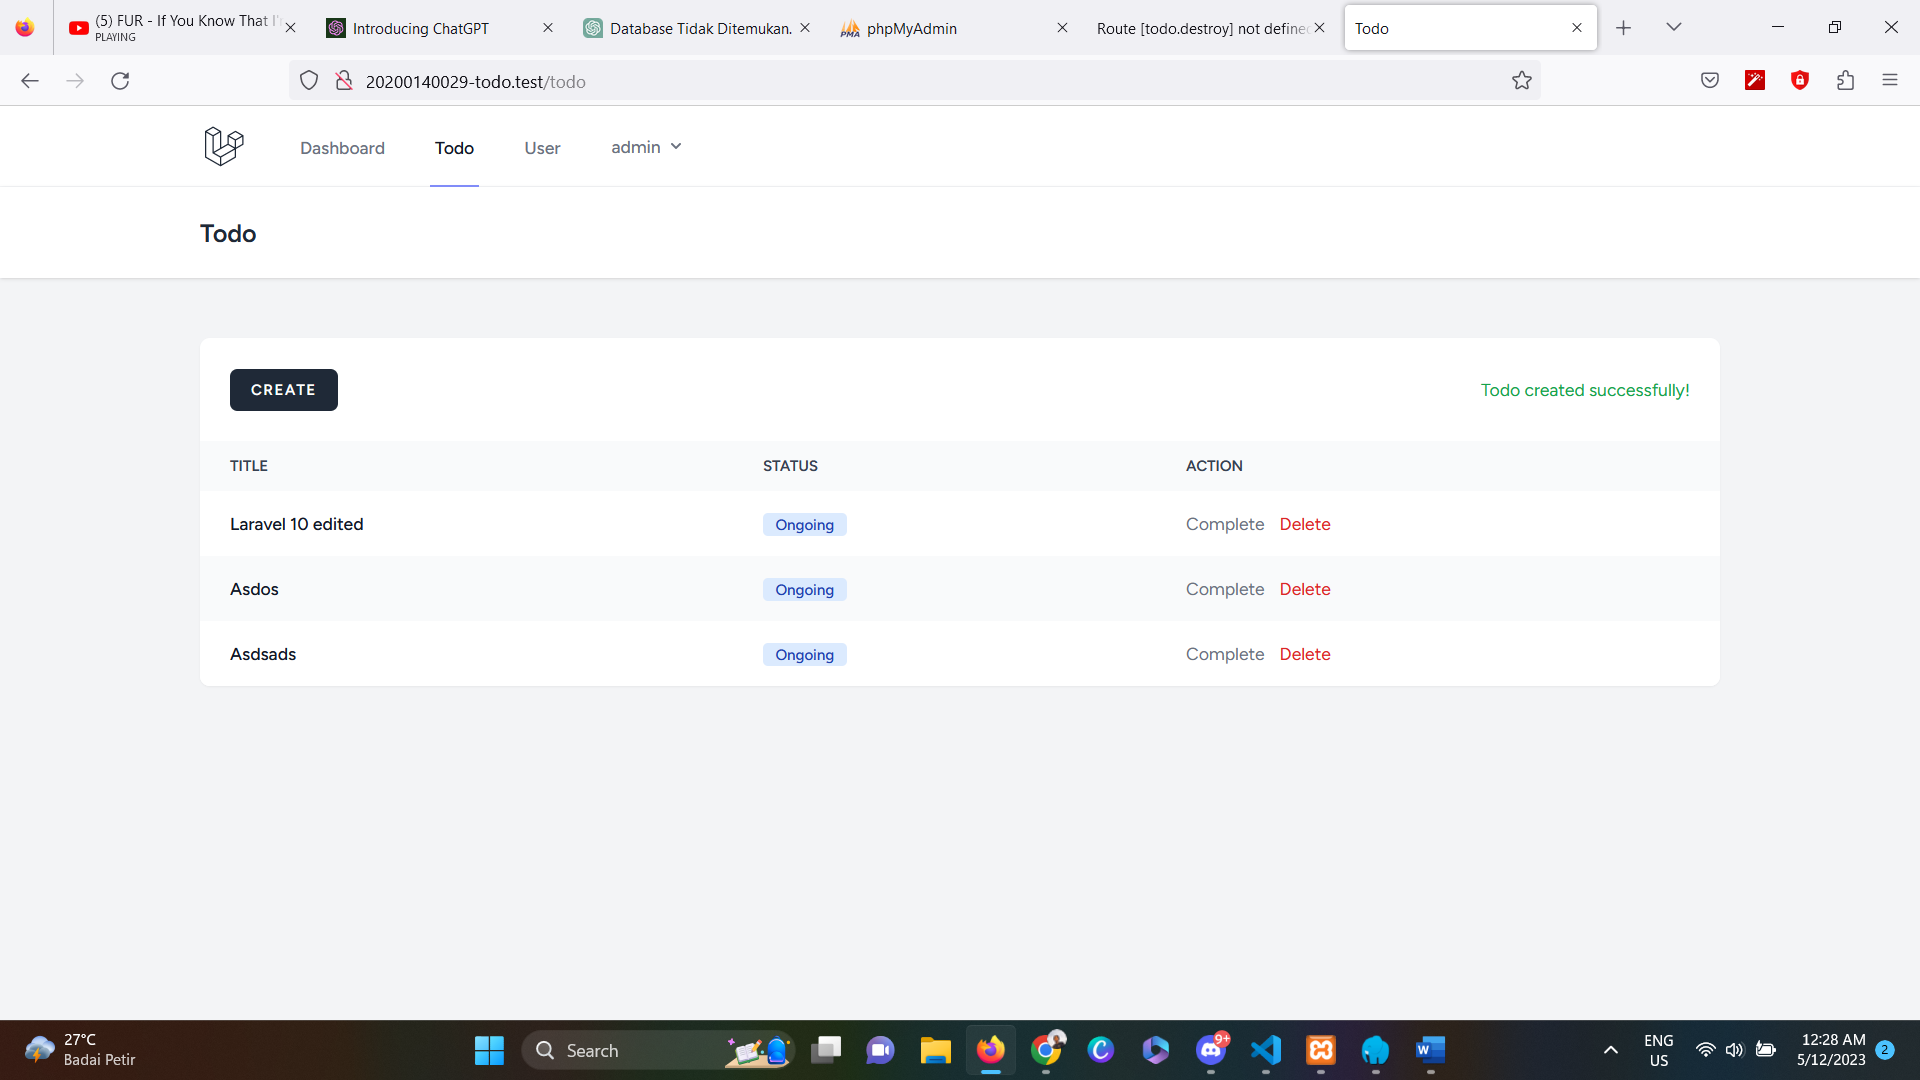 (5) FUR - If You Know That I'
PLAYING
Introducing ChatGPT
Database Tidak Ditemukan.
phpMyAdmin
Route [todo.destroy] not defined
Todo
20200140029-todo.test/todo
Dashboard
Todo
User
admin
Todo
CREATE
Todo created successfully!
TITLE STATUS ACTION
Laravel 10 edited Ongoing Complete Delete
Asdos Ongoing Complete Delete
Asdsads Ongoing Complete Delete
27°C
Badai Petir
Search
9+
ENG
US
12:28 AM
5/12/2023
2